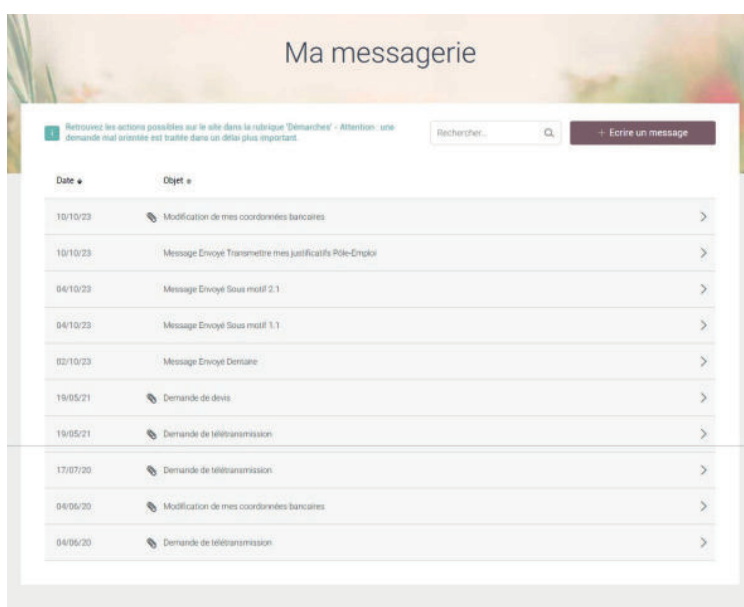 Ma messagerie
i
Retrouvez les actions possibles sur le site dans la rubrique 'Démarches' - Attention : une
demande mal orientée est traitée dans un délai plus important.
Rechercher...
+ Ecrire un message
Date Objet
10/10/23 Modification de mes coordonnées bancaires
10/10/23 Message Envoyé Transmettre mes justificatifs Pôle-Emploi
04/10/23 Message Envoyé Sous motif 2.1
04/10/23 Message Envoyé Sous motif 1.1
02/10/23 Message Envoyé Dentaire
19/05/21 Demande de devis
19/05/21 Demande de télétransmission
17/07/20 Demande de télétransmission
04/06/20 Modification de mes coordonnées bancaires
04/06/20 Demande de télétransmission